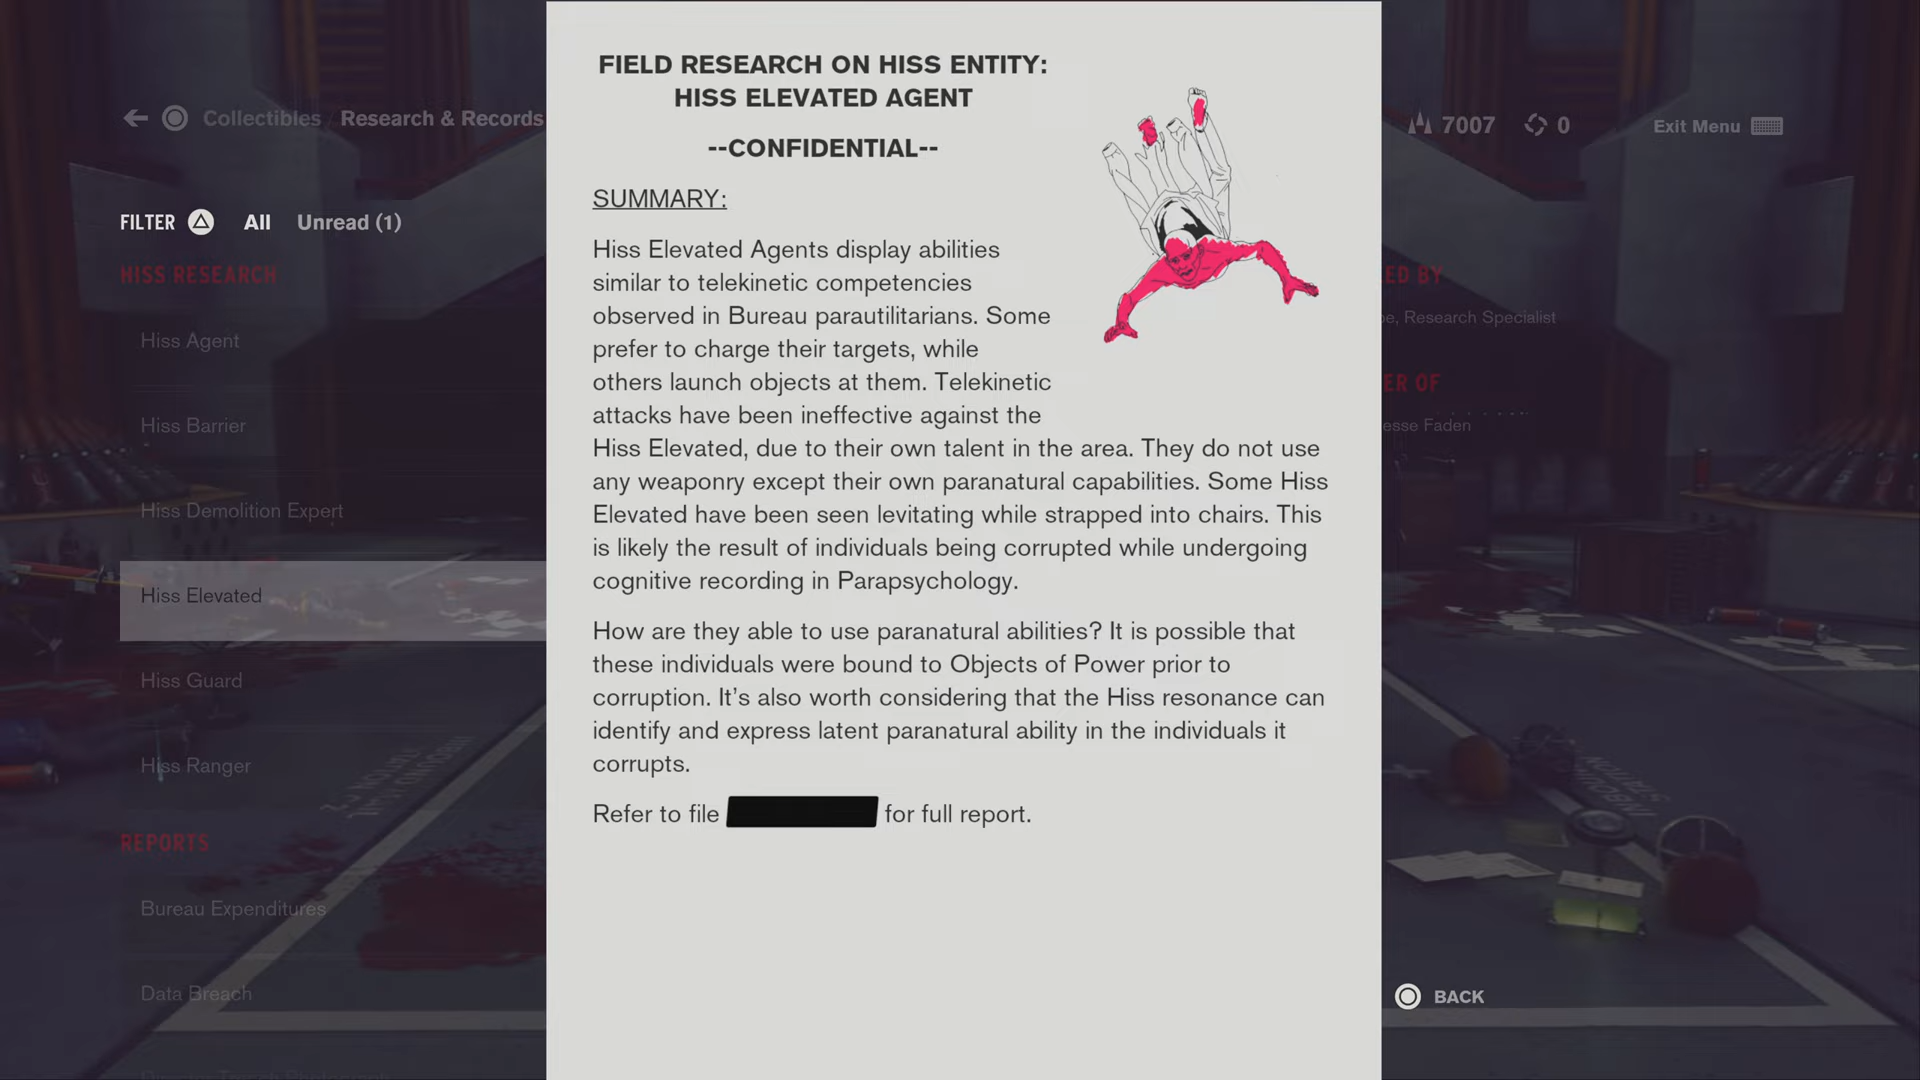 FIELD RESEARCH ON HISS ENTITY:
HISS ELEVATED AGENT
--CONFIDENTIAL--
SUMMARY:
Hiss Elevated Agents display abilities
similar to telekinetic competencies
observed in Bureau parautilitarians. Some
prefer to charge their targets, while
others launch objects at them. Telekinetic
attacks have been ineffective against the
Hiss Elevated, due to their own talent in the area. They do not use
any weaponry except their own paranatural capabilities. Some Hiss
Elevated have been seen levitating while strapped into chairs. This
is likely the result of individuals being corrupted while undergoing
cognitive recording in Parapsychology.
How are they able to use paranatural abilities? It is possible that
these individuals were bound to Objects of Power prior to
corruption. It's also worth considering that the Hiss resonance can
identify and express latent paranatural ability in the individuals it
corrupts.
Refer to file for full report.
Collectibles / Research & Records
7007 0 Exit Menu
FILTER All Unread (1)
HISS RESEARCH
Hiss Agent
Hiss Barrier
Hiss Demolition Expert
Hiss Elevated
Hiss Guard
Hiss Ranger
REPORTS
Bureau Expenditures
Data Breach
ED BY
Research Specialist
ER OF
esse Faden
BACK